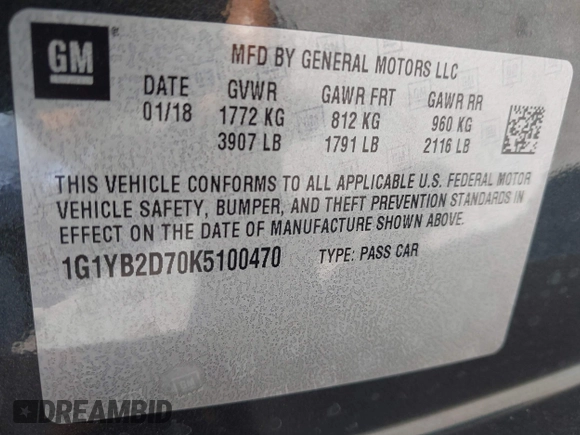 GM
MFD BY GENERAL MOTORS LLC
DATE GVWR GAWR FRT GAWR RR
01/18 1772 KG 812 KG 960 KG
3907 LB 1791 LB 2116 LB
THIS VEHICLE CONFORMS TO ALL APPLICABLE U.S. FEDERAL MOTOR
VEHICLE SAFETY, BUMPER, AND THEFT PREVENTION STANDARDS IN
EFFECT ON THE DATE OF MANUFACTURE SHOWN ABOVE.
1G1YB2D70K5100470 TYPE: PASS CAR
DREAMBID